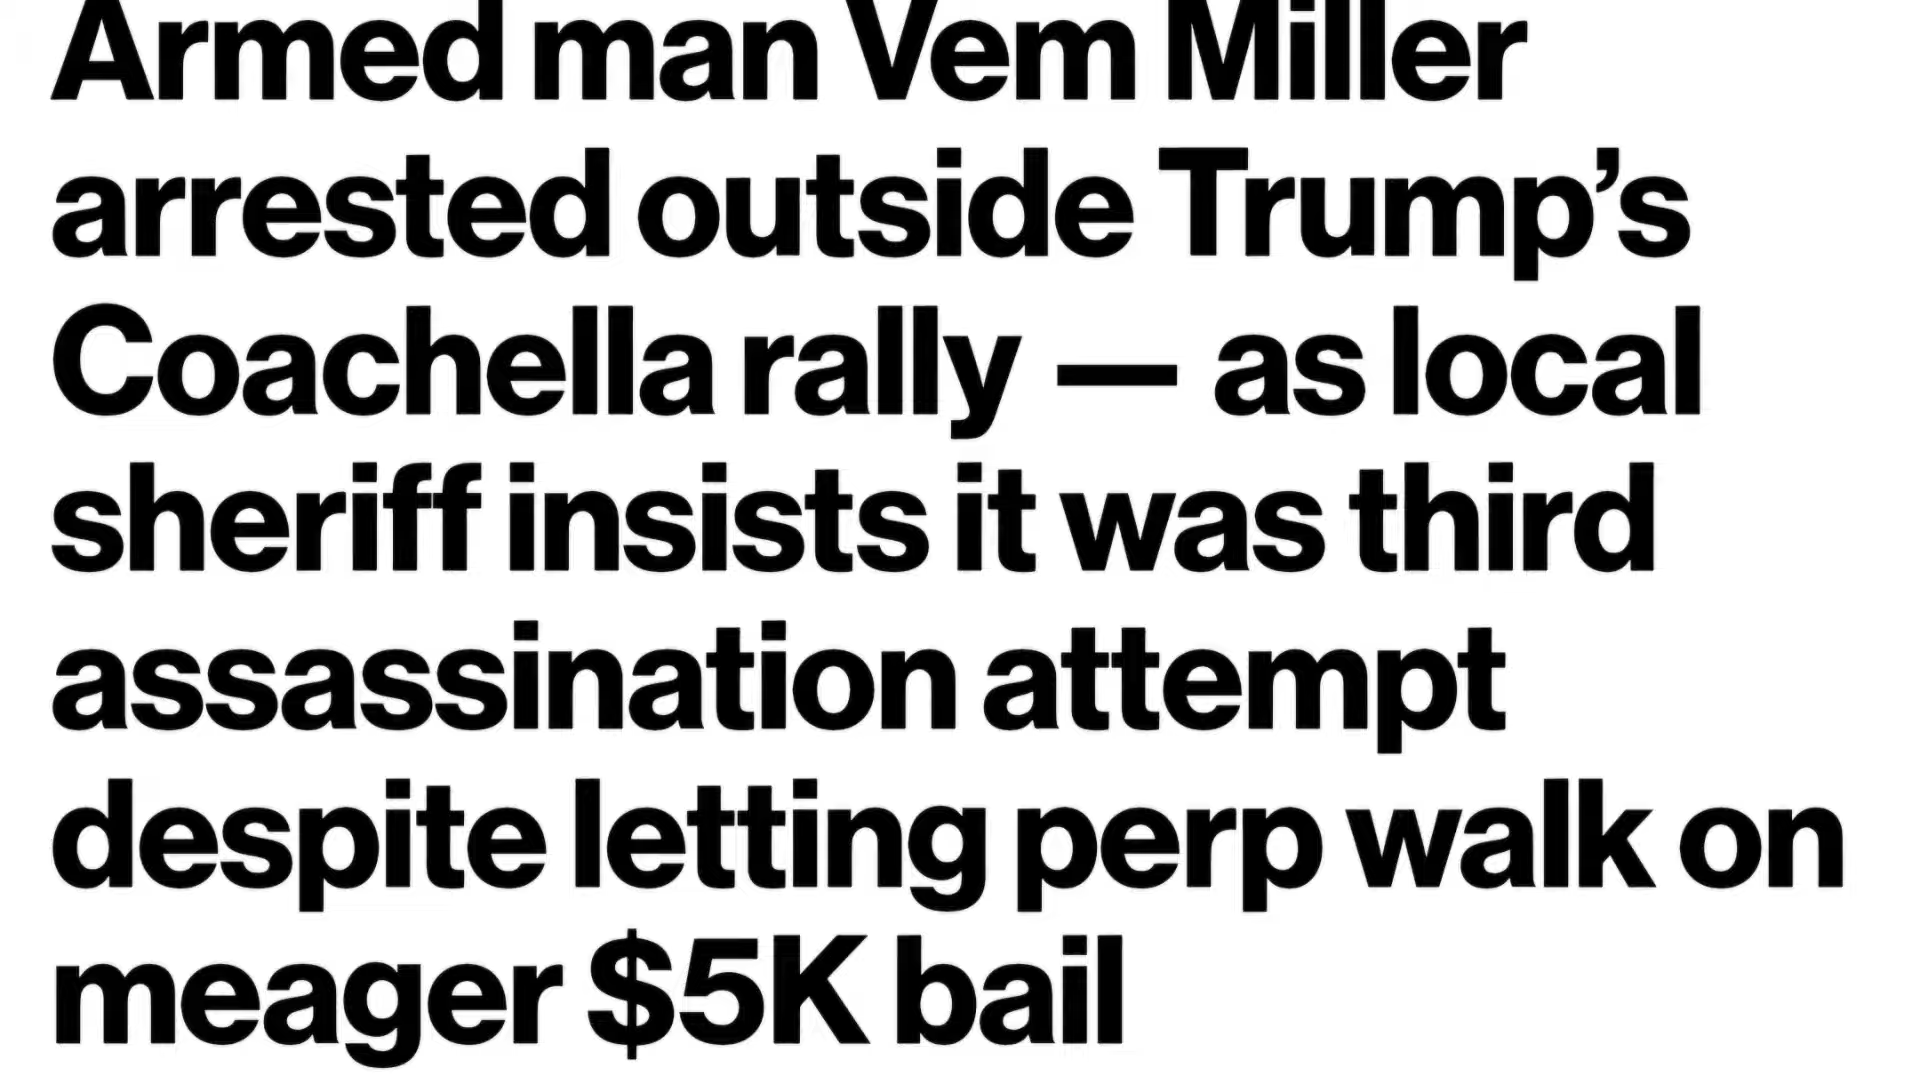 Armed man Vem Miller
arrested outside Trump’s
Coachella rally — as local
sheriff insists it was third
assassination attempt
despite letting perp walk on
meager $5K bail